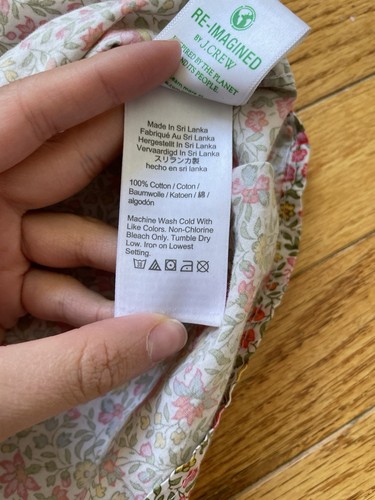 RE-IMAGINED
BY J.CREW
INSPIRED BY THE PLANET
AND ITS PEOPLE.
Made In Sri Lanka
Fabriqué Au Sri Lanka
Hergestellt In Sri Lanka
Vervaardigd In Sri Lanka
スリランカ製
hecho en sri lanka
100% Cotton / Coton /
Baumwolle / Katoen / 綿 /
algodón
Machine Wash Cold With
Like Colors. Non-Chlorine
Bleach Only. Tumble Dry
Low. Iron on Lowest
Setting.